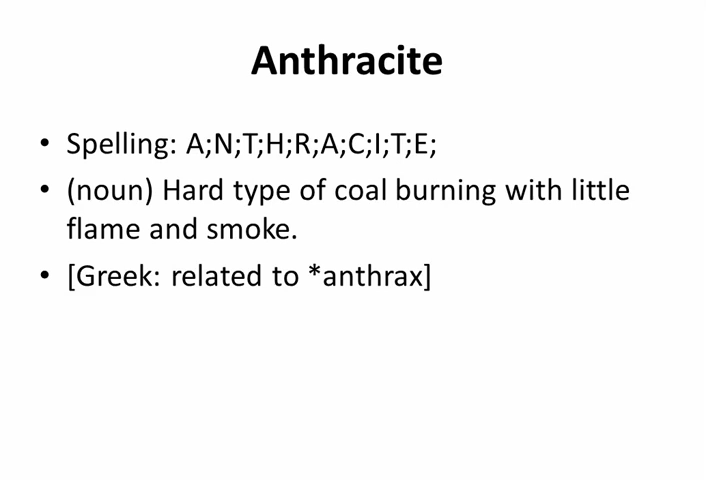 Anthracite
• Spelling: A;N;T;H;R;A;C;I;T;E;
• (noun) Hard type of coal burning with little
flame and smoke.
• [Greek: related to *anthrax]